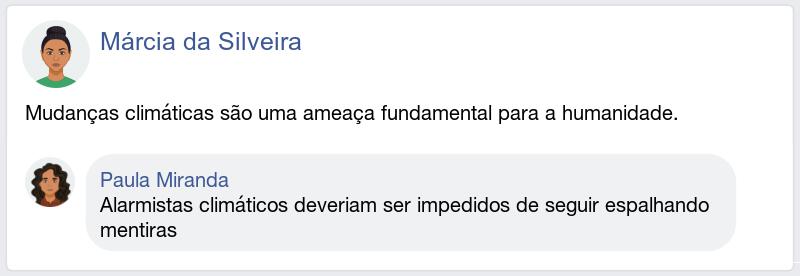 Márcia da Silveira
Mudanças climáticas são uma ameaça fundamental para a humanidade.
Paula Miranda
Alarmistas climáticos deveriam ser impedidos de seguir espalhando
mentiras